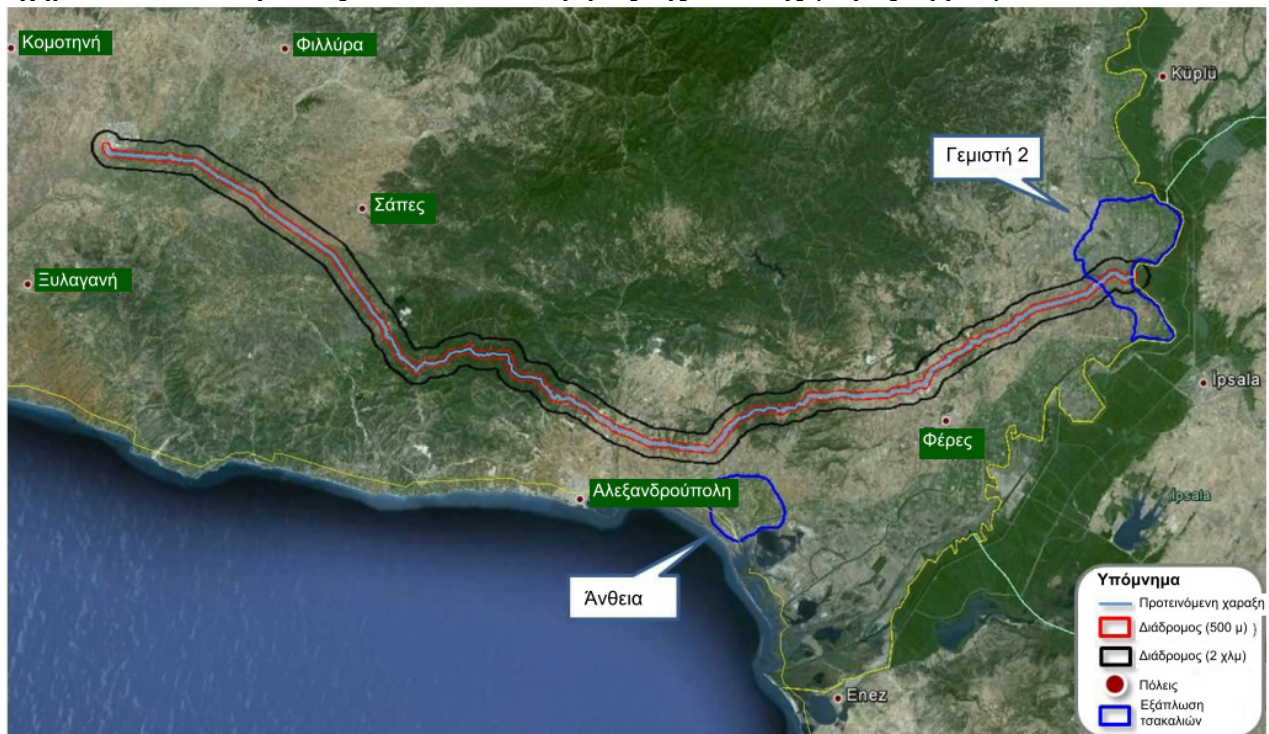 Κομοτηνή
Φιλλύρα
Küplü
Γεμιστή 2
Σάπες
Ξυλαγανή
Ipsala
Φέρες
Αλεξανδρούπολη
Ipsala
Άνθεια
Enez
Υπόμνημα
Προτεινόμενη χαραξη
Διάδρομος (500 μ) )
Διάδρομος (2 χλμ)
Πόλεις
Εξάπλωση
τσακαλιών